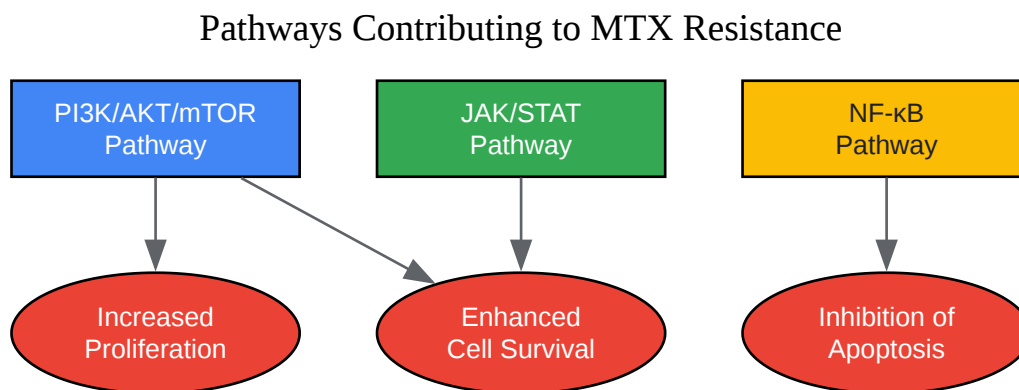 Pathways Contributing to MTX Resistance
PI3K/AKT/mTOR
Pathway
JAK/STAT
Pathway
NF-κB
Pathway
Increased
Proliferation
Enhanced
Cell Survival
Inhibition of
Apoptosis